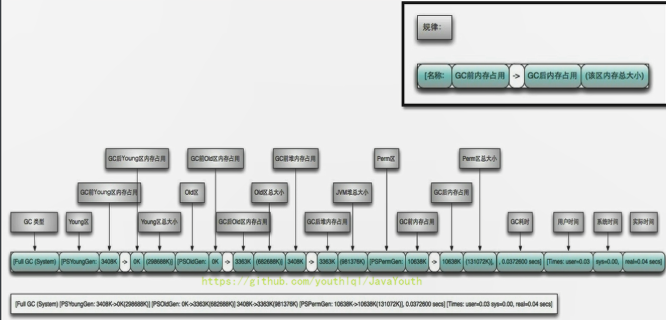 规律：
[名称: GC前内存占用 -> GC后内存占用 (该区内存总大小)
GC后Young区内存占用 GC前Old区内存占用 GC前堆内存占用 Perm区 Perm区总大小
GC前Young区内存占用 Old区 Old区总大小 JVM堆总大小 GC后内存占用
GC 类型 Young区 Young区总大小 GC后Old区内存占用 GC后堆内存占用 GC前内存占用 GC耗时 用户时间 系统时间 实际时间
[Full GC (System) [PSYoungGen: 3408K -> 0K (298688K)] [PSOldGen: 0K -> 3363K (682688K)] 3408K -> 3363K (981376K) [PSPermGen: 10638K -> 10638K (131072K)], , 0.0372600 secs] [Times: user=0.03 sys=0.00, real=0.04 secs]
https://github.com/youthlql/JavaYouth
[Full GC (System) [PSYoungGen: 3408K->0K(298688K)] [PSOldGen: 0K->3363K(682688K)] 3408K->3363K(981376K) [PSPermGen: 10638K->10638K(131072K)], 0.0372600 secs] [Times: user=0.03 sys=0.00, real=0.04 secs]